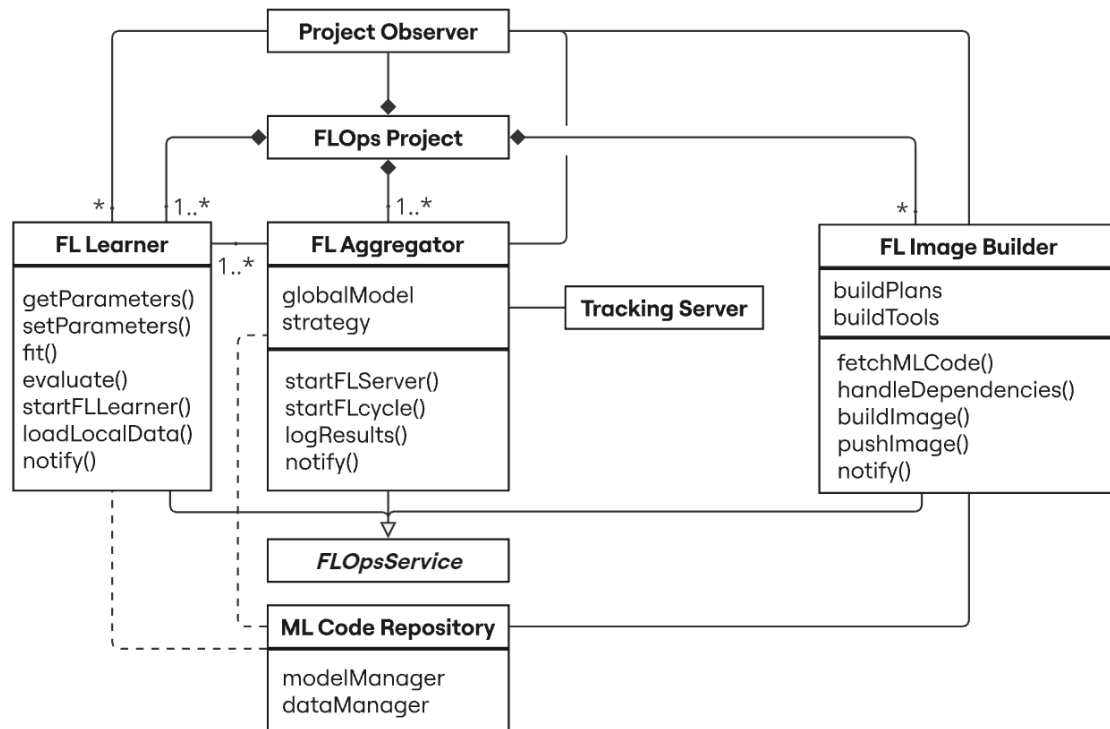 Project Observer
FLOps Project
* 1..* 1..* *
FL Learner
getParameters()
setParameters()
fit()
evaluate()
startFLLearner()
loadLocalData()
notify()
1..*
FL Aggregator
globalModel
strategy
startFLServer()
startFLcycle()
logResults()
notify()
Tracking Server
FL Image Builder
buildPlans
buildTools
fetchMLCode()
handleDependencies()
buildImage()
pushImage()
notify()
FLOpsService
ML Code Repository
modelManager
dataManager